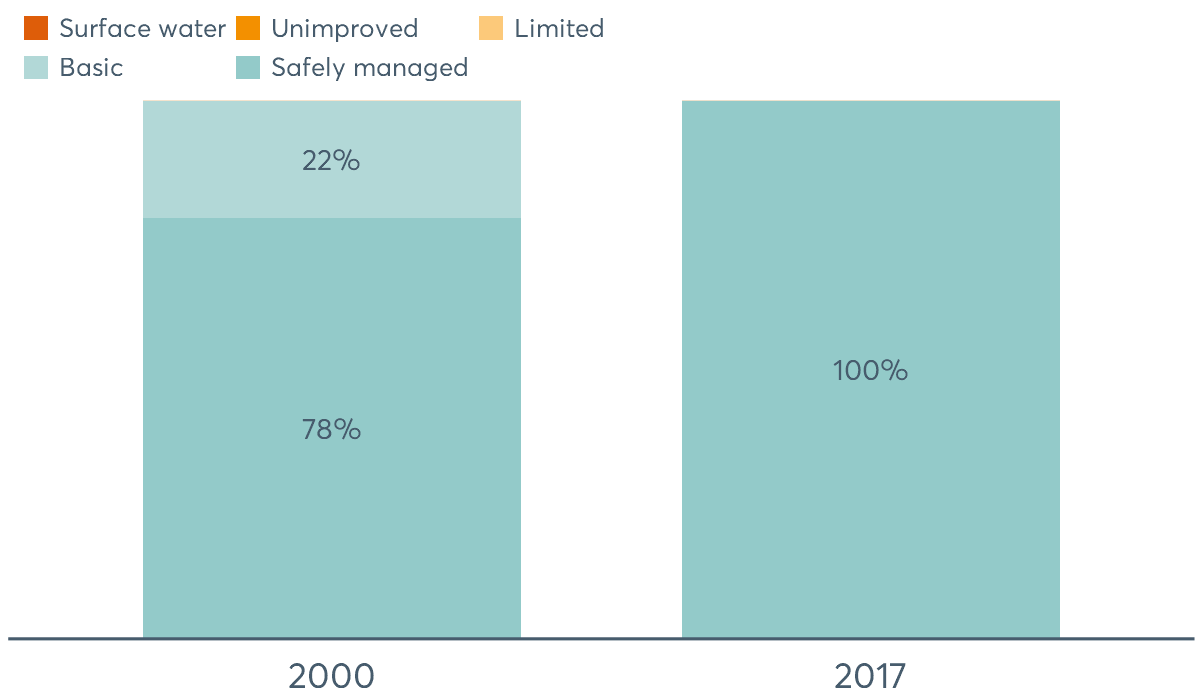 Surface water Unimproved Limited
Basic Safely managed
22%
78%
100%
2000 2017